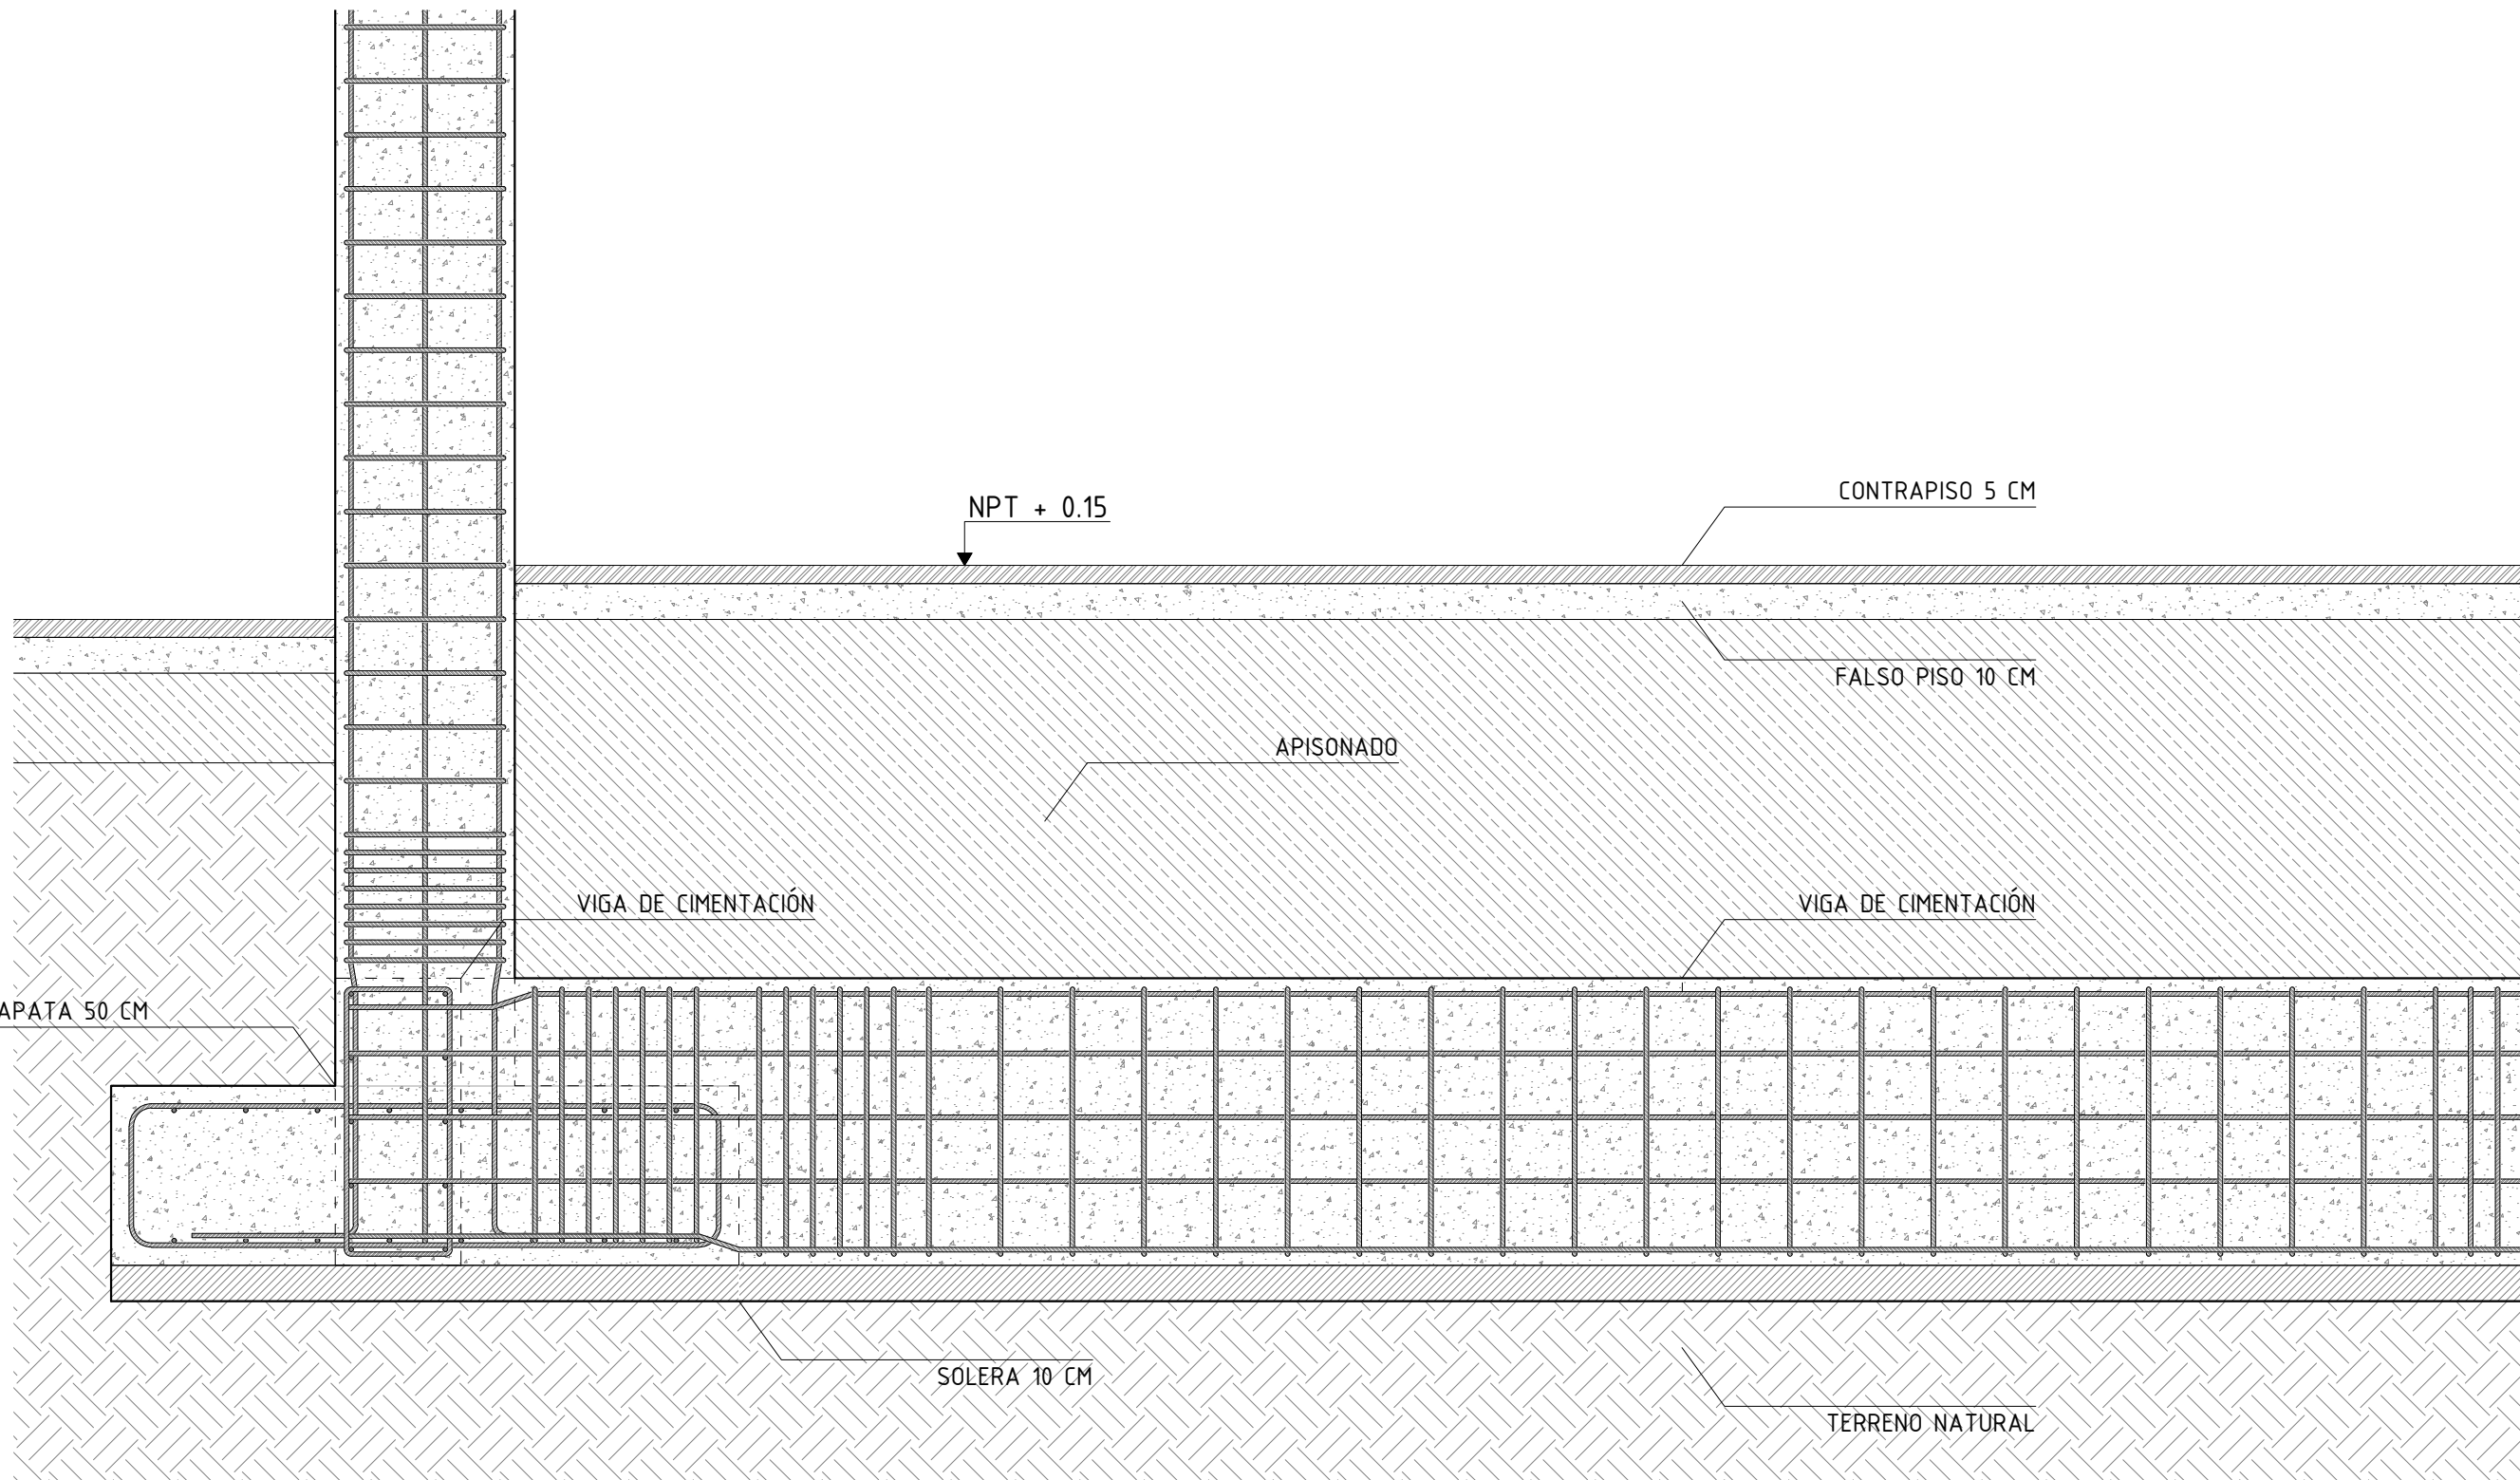 CONTRAPISO 5 CM
NPT + 0.15
FALSO PISO 10 CM
APISONADO
VIGA DE CIMENTACIÓN
VIGA DE CIMENTACIÓN
APATA 50 CM
SOLERA 10 CM
TERRENO NATURAL